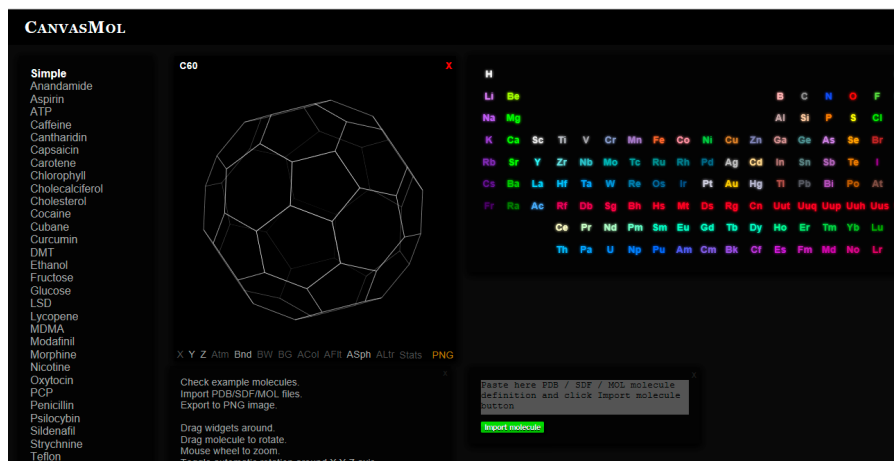 CANVASMOL
Simple
Anandamide
Aspirin
ATP
Caffeine
Cantharidin
Capsaicin
Carotene
Chlorophyll
Cholecalciferol
Cholesterol
Cocaine
Cubane
Curcumin
DMT
Ethanol
Fructose
Glucose
LSD
Lycopene
MDMA
Modafinil
Morphine
Nicotine
Oxytocin
PCP
Penicillin
Psilocybin
Sildenafil
Strychnine
Teflon
C60 X
X Y Z Atm Bnd BW BG ACol AFlt ASph ALtr Stats PNG
x
Check example molecules.
Import PDB/SDF/MOL files.
Export to PNG image.
Drag widgets around.
Drag molecule to rotate.
Mouse wheel to zoom.
Toggle automatic rotation around X Y Z axis.
H
Li Be B C N O F
Na Mg Al Si P S Cl
K Ca Sc Ti V Cr Mn Fe Co Ni Cu Zn Ga Ge As Se Br
Rb Sr Y Zr Nb Mo Tc Ru Rh Pd Ag Cd In Sn Sb Te I
Cs Ba La Hf Ta W Re Os Ir Pt Au Hg Tl Pb Bi Po At
Fr Ra Ac Rf Db Sg Bh Hs Mt Ds Rg Cn Uut Uuq Uup Uuh Uus
Ce Pr Nd Pm Sm Eu Gd Tb Dy Ho Er Tm Yb Lu
Th Pa U Np Pu Am Cm Bk Cf Es Fm Md No Lr
x
Paste here PDB / SDF / MOL molecule
definition and click Import molecule
button
Import molecule